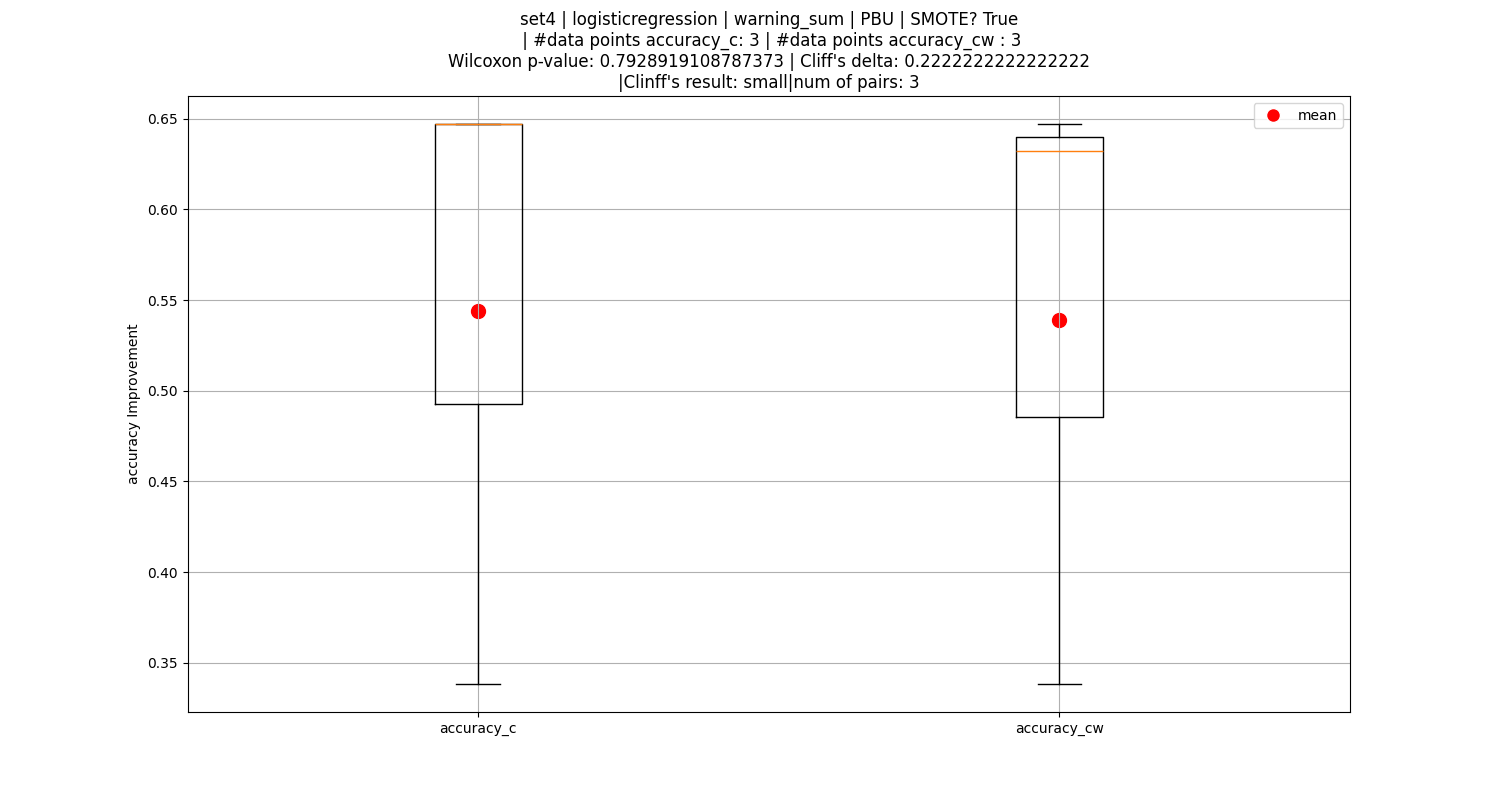 set4 | logisticregression | warning_sum | PBU | SMOTE? True
| #data points accuracy_c: 3 | #data points accuracy_cw : 3
Wilcoxon p-value: 0.7928919108787373 | Cliff's delta: 0.2222222222222222
|Clinff's result: small|num of pairs: 3
mean
0.65
0.60
0.55
0.50
0.45
0.40
0.35
accuracy Improvement
accuracy_c
accuracy_cw